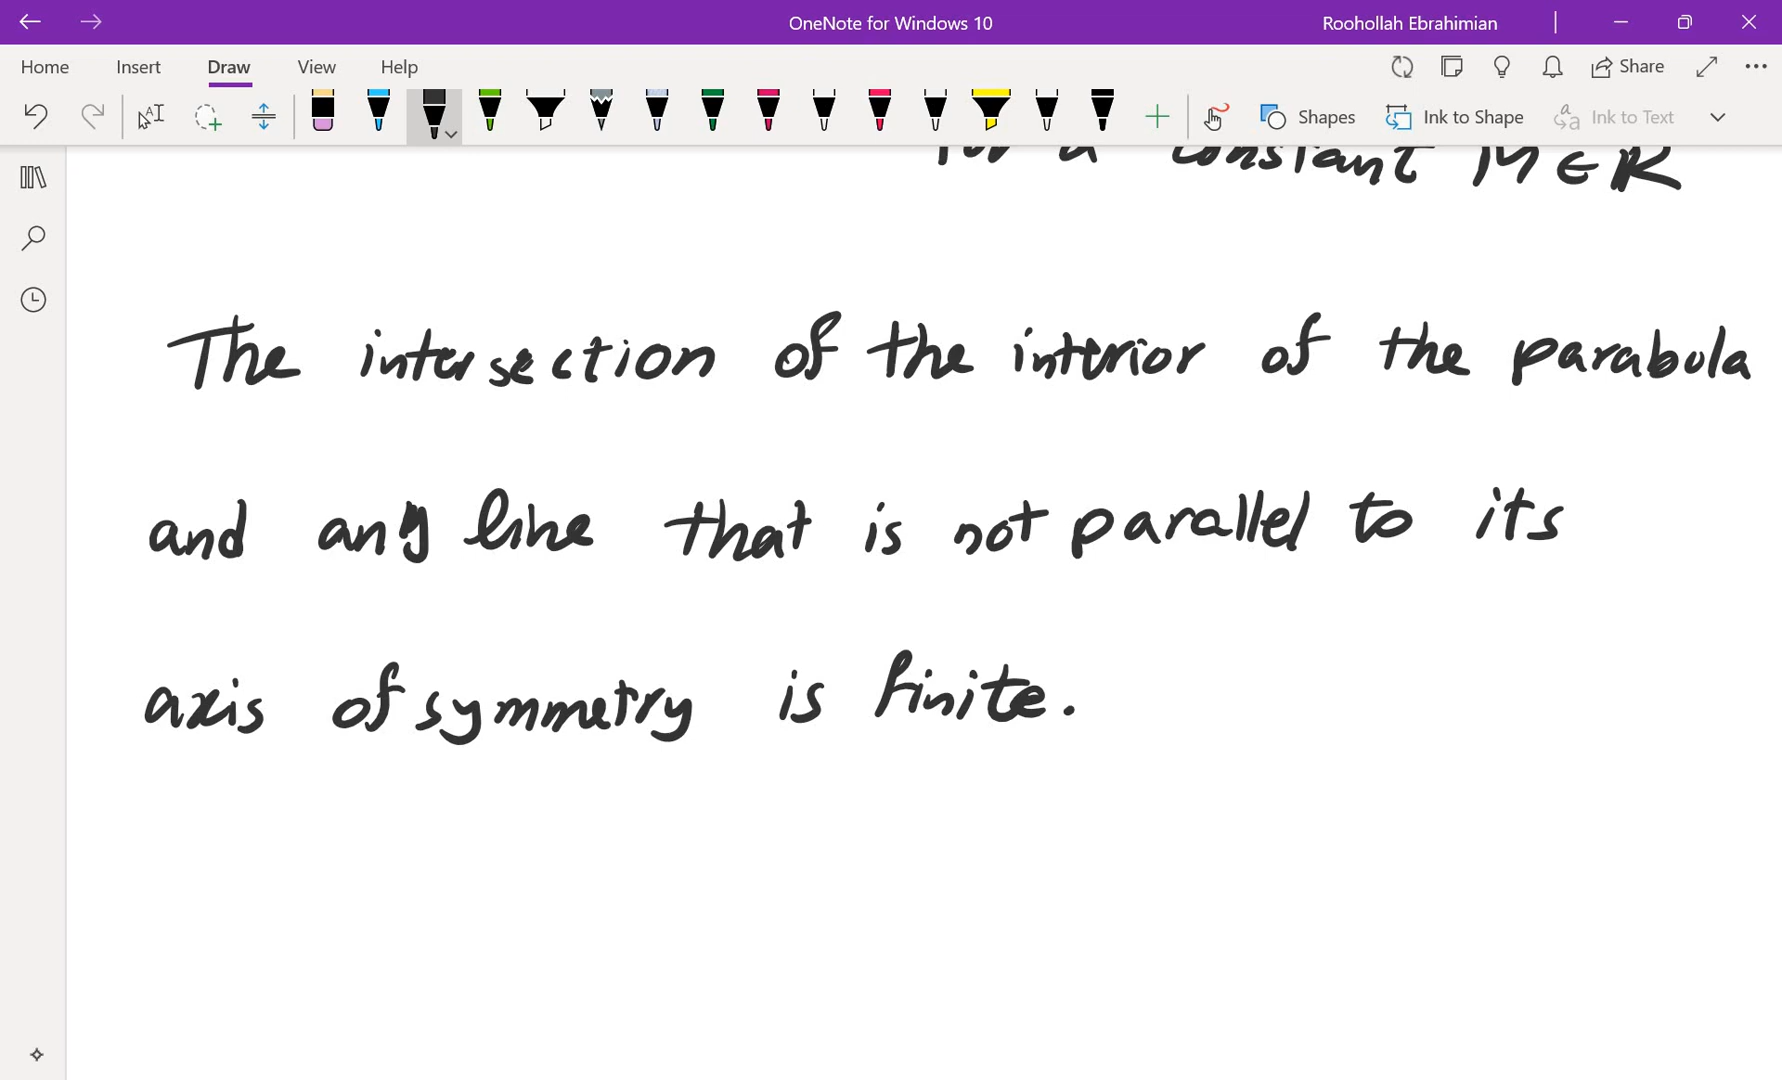 OneNote for Windows 10
Roohollah Ebrahimian
Home Insert Draw View Help
Share
Shapes Ink to Shape Ink to Text
for a constant M ∈ R
The intersection of the interior of the parabola
and any line that is not parallel to its
axis of symmetry is finite.